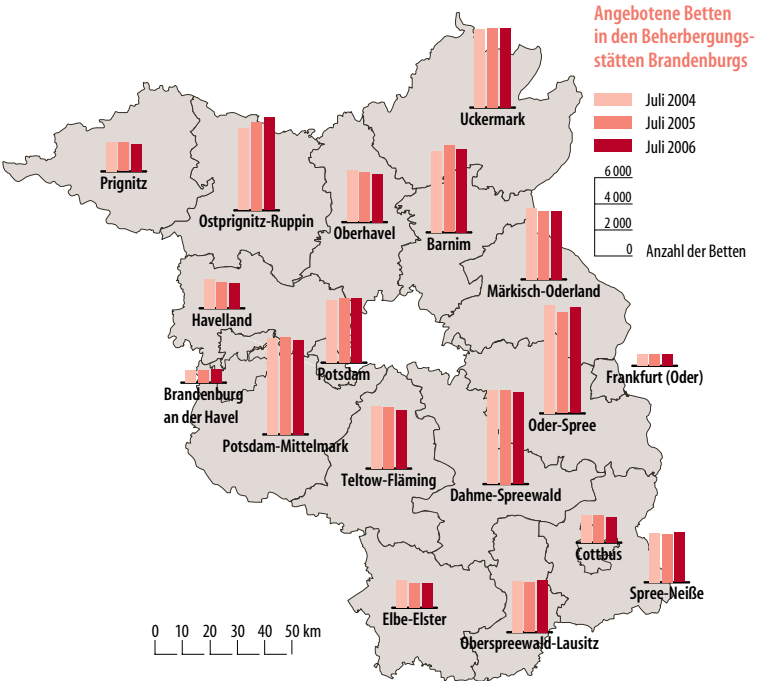 Angebotene Betten
in den Beherbergungs-
stätten Brandenburgs
Juli 2004
Juli 2005
Juli 2006
6 000
4 000
2 000
0 Anzahl der Betten
Uckermark
Prignitz
Ostprignitz-Ruppin
Oberhavel
Barnim
Märkisch-Oderland
Havelland
Potsdam
Frankfurt (Oder)
Brandenburg
an der Havel
Oder-Spree
Potsdam-Mittelmark
Teltow-Fläming
Dahme-Spreewald
Cottbus
Spree-Neiße
Elbe-Elster
Oberspreewald-Lausitz
0 10 20 30 40 50 km